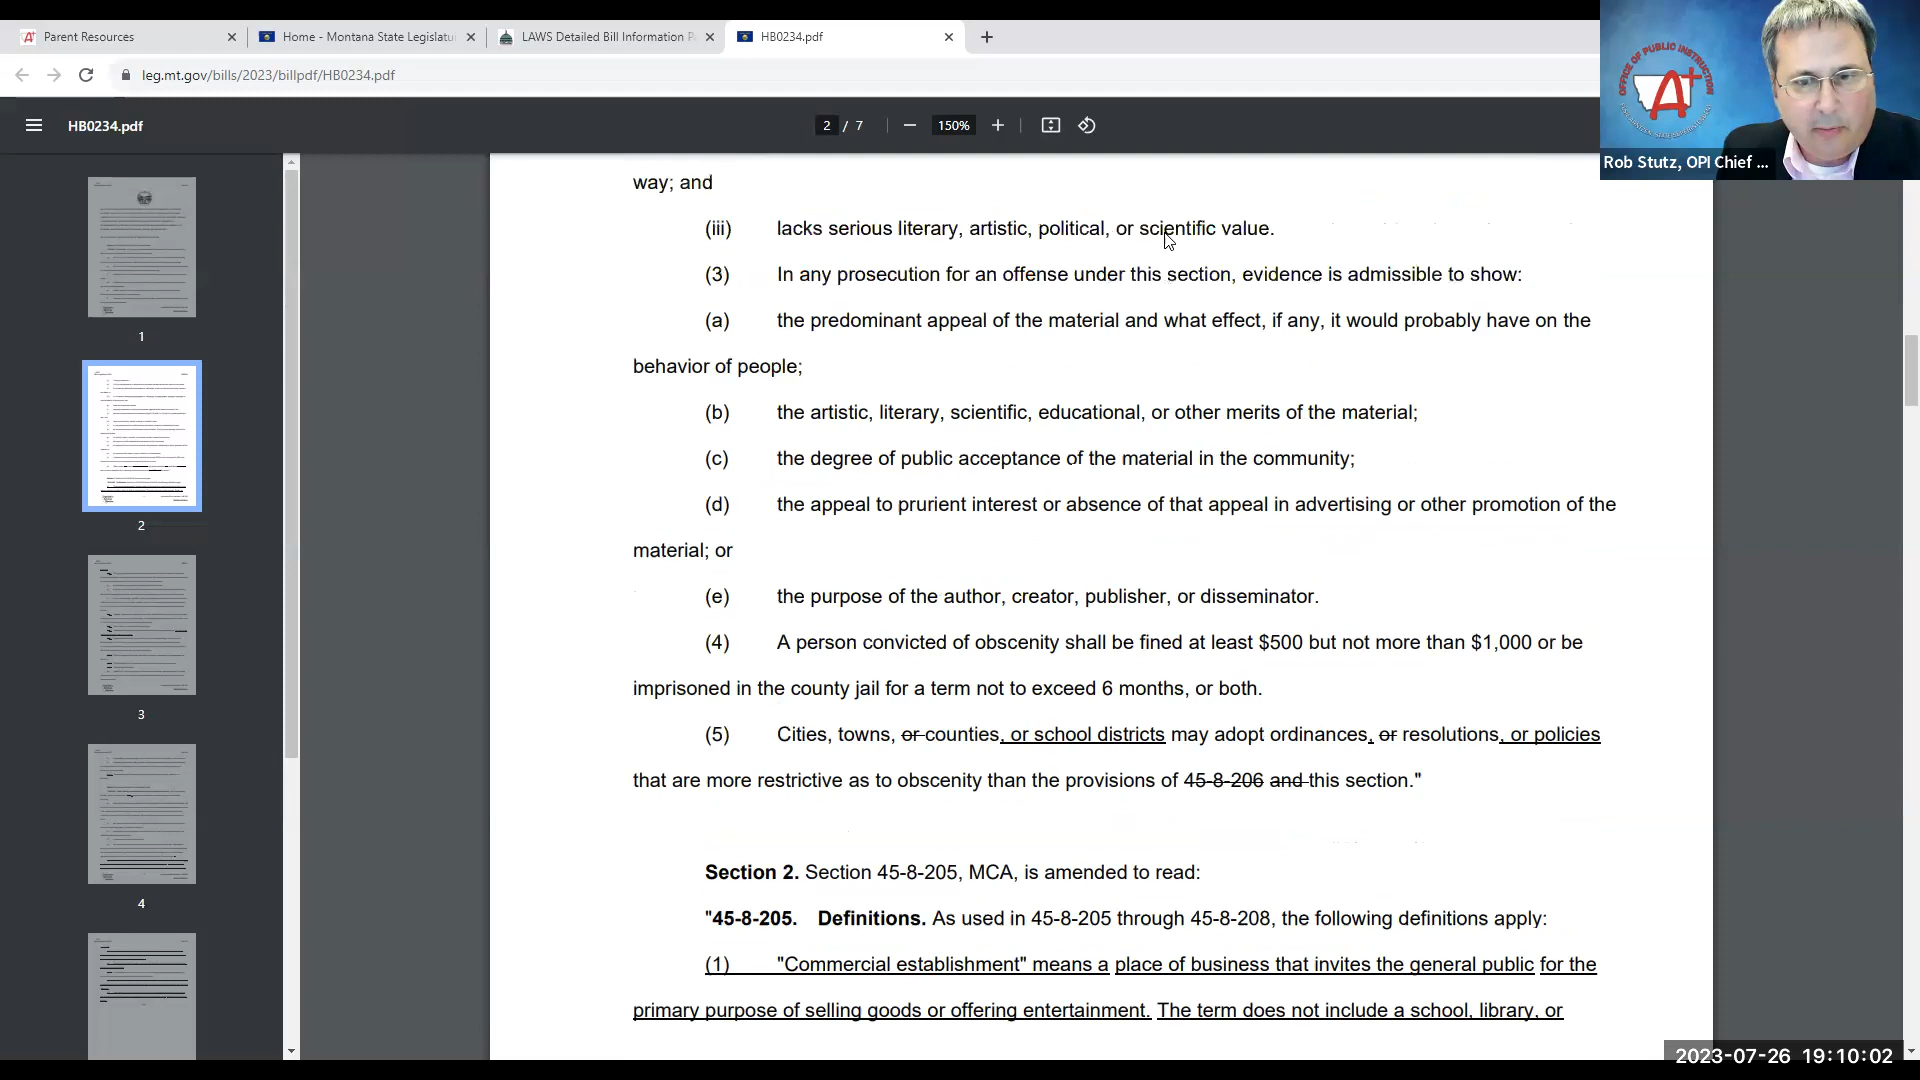 Parent Resources
Home - Montana State Legislatu
LAWS Detailed Bill Information P
HB0234.pdf
leg.mt.gov/bills/2023/billpdf/HB0234.pdf
HB0234.pdf
2 / 7
150%
OFFICE OF PUBLIC INSTRUCTION
A+
Rob Stutz, OPI Chief ...
1
2
3
4
way; and
(iii) lacks serious literary, artistic, political, or scientific value.
(3) In any prosecution for an offense under this section, evidence is admissible to show:
(a) the predominant appeal of the material and what effect, if any, it would probably have on the
behavior of people;
(b) the artistic, literary, scientific, educational, or other merits of the material;
(c) the degree of public acceptance of the material in the community;
(d) the appeal to prurient interest or absence of that appeal in advertising or other promotion of the
material; or
(e) the purpose of the author, creator, publisher, or disseminator.
(4) A person convicted of obscenity shall be fined at least $500 but not more than $1,000 or be
imprisoned in the county jail for a term not to exceed 6 months, or both.
(5) Cities, towns, or counties, or school districts may adopt ordinances, or resolutions, or policies
that are more restrictive as to obscenity than the provisions of 45-8-206 and this section."
Section 2. Section 45-8-205, MCA, is amended to read:
"45-8-205. Definitions. As used in 45-8-205 through 45-8-208, the following definitions apply:
(1) "Commercial establishment" means a place of business that invites the general public for the
primary purpose of selling goods or offering entertainment. The term does not include a school, library, or
2023-07-26 19:10:02